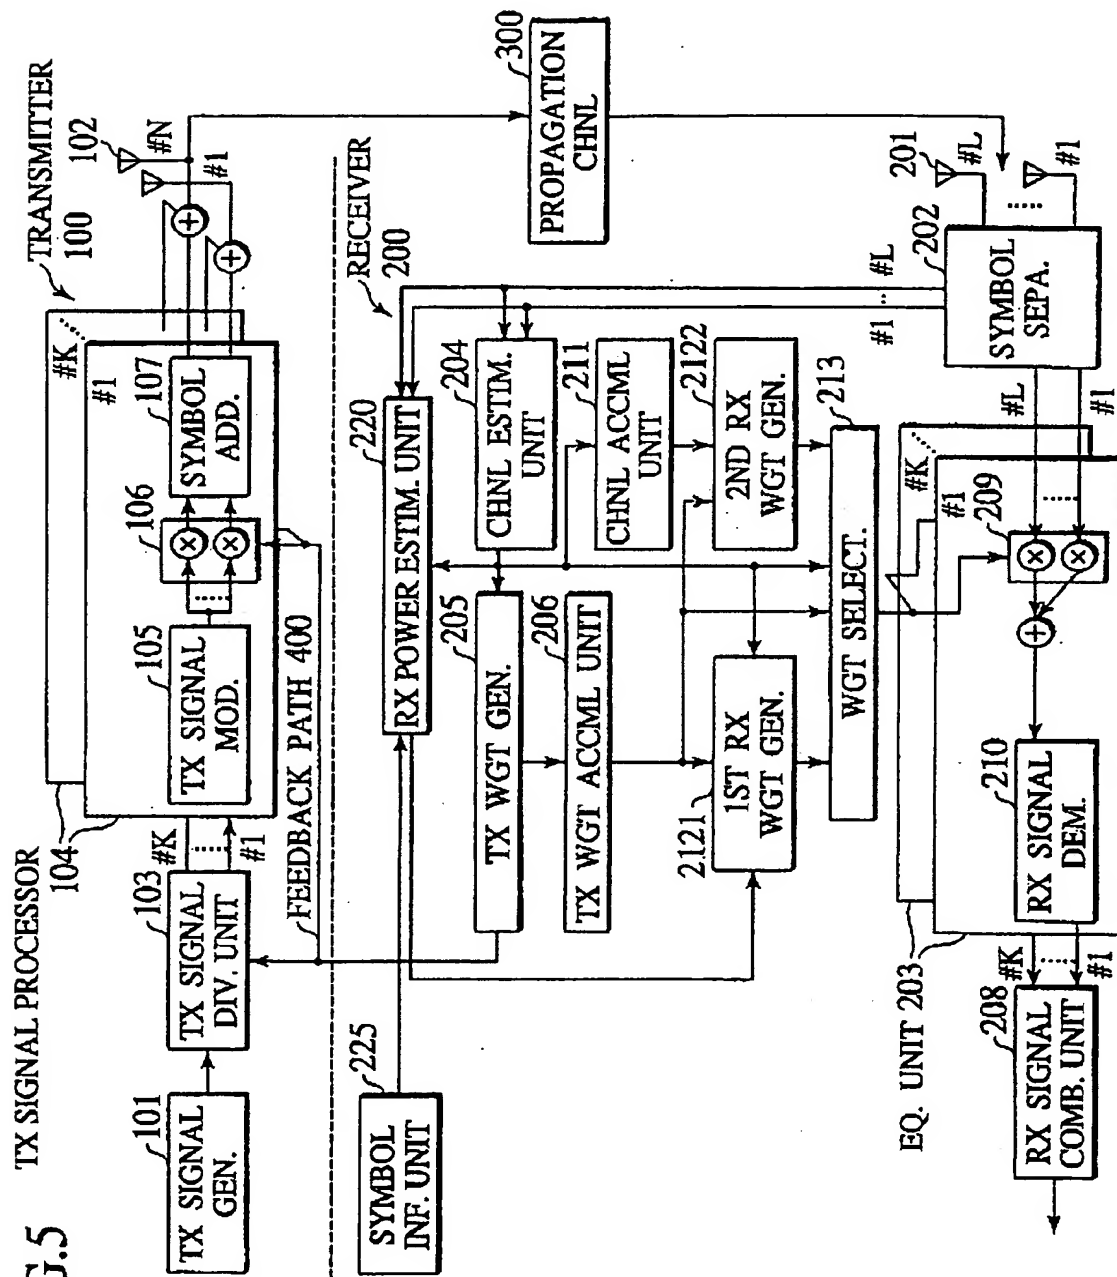 G.5
TX SIGNAL PROCESSOR
104
TRANSMITTER
100
102
#N
#1
#K
#1
101
TX SIGNAL
GEN.
103
TX SIGNAL
DIV. UNIT
#K
#1
105
TX SIGNAL
MOD.
106
107
SYMBOL
ADD.
FEEDBACK PATH 400
300
PROPAGATION
CHNL
RECEIVER
200
225
SYMBOL
INF. UNIT
220
RX POWER ESTIM. UNIT
205
TX WGT GEN.
204
CHNL ESTIM.
UNIT
206
TX WGT ACCML UNIT
211
CHNL ACCML
UNIT
2121
1ST RX
WGT GEN.
2122
2ND RX
WGT GEN.
213
WGT SELECT.
#1
#L
201
#L
#1
202
SYMBOL
SEPA.
#L
#1
EQ. UNIT 203
#K
#1
209
210
RX SIGNAL
DEM.
#K
#1
208
RX SIGNAL
COMB. UNIT